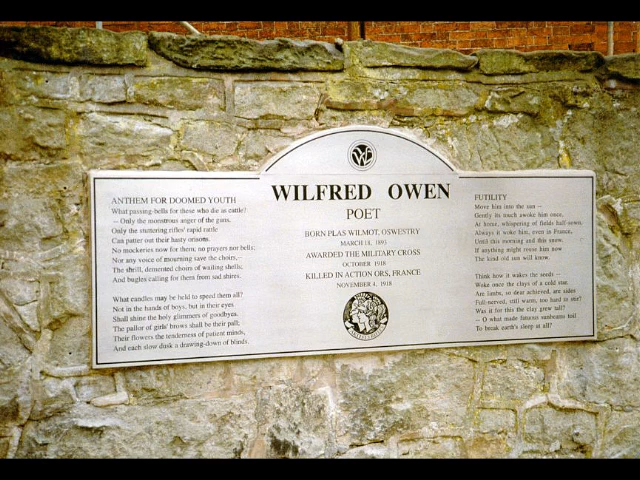 ANTHEM FOR DOOMED YOUTH
What passing-bells for these who die as cattle?
— Only the monstrous anger of the guns.
Only the stuttering rifles' rapid rattle
Can patter out their hasty orisons.
No mockeries now for them; no prayers nor bells;
Nor any voice of mourning save the choirs,—
The shrill, demented choirs of wailing shells;
And bugles calling for them from sad shires.
What candles may be held to speed them all?
Not in the hands of boys, but in their eyes
Shall shine the holy glimmers of goodbyes.
The pallor of girls' brows shall be their pall;
Their flowers the tenderness of patient minds,
And each slow dusk a drawing-down of blinds.
WILFRED OWEN
POET
BORN PLAS WILMOT, OSWESTRY
MARCH 18, 1893
AWARDED THE MILITARY CROSS
OCTOBER 1918
KILLED IN ACTION ORS, FRANCE
NOVEMBER 4, 1918
FUTILITY
Move him into the sun —
Gently its touch awoke him once,
At home, whispering of fields half-sown.
Always it woke him, even in France,
Until this morning and this snow.
If anything might rouse him now
The kind old sun will know.
Think how it wakes the seeds —
Woke once the clays of a cold star.
Are limbs, so dear achieved, are sides
Full-nerved, still warm, too hard to stir?
Was it for this the clay grew tall?
— O what made fatuous sunbeams toil
To break earth's sleep at all?